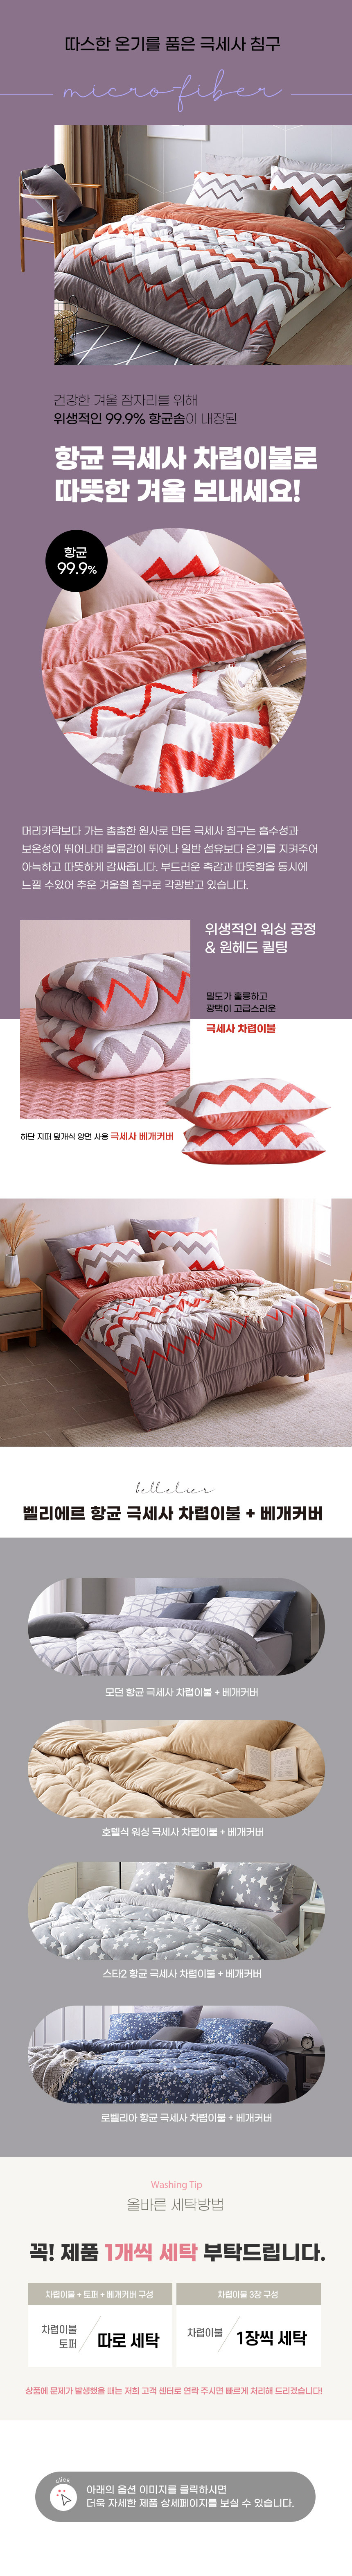 따스한 온기를 품은 극세사 침구
micro-fiber
건강한 겨울 잠자리를 위해
위생적인 99.9% 항균솜이 내장된
항균 극세사 차렵이불로
따뜻한 겨울 보내세요!
항균
99.9%
머리카락보다 가는 촘촘한 원사로 만든 극세사 침구는 흡수성과
보온성이 뛰어나며 볼륨감이 뛰어나 일반 섬유보다 온기를 지켜주어
아늑하고 따뜻하게 감싸줍니다. 부드러운 촉감과 따뜻함을 동시에
느낄 수있어 추운 겨울철 침구로 각광받고 있습니다.
위생적인 워싱 공정
& 원헤드 퀼팅
밀도가 훌륭하고
광택이 고급스러운
극세사 차렵이불
하단 지퍼 덮개식 양면 사용 극세사 베개커버
bellelier
벨리에르 항균 극세사 차렵이불 + 베개커버
모던 항균 극세사 차렵이불 + 베개커버
호텔식 워싱 극세사 차렵이불 + 베개커버
스타2 항균 극세사 차렵이불 + 베개커버
로벨리아 항균 극세사 차렵이불 + 베개커버
Washing Tip
올바른 세탁방법
꼭! 제품 1개씩 세탁 부탁드립니다.
차렵이불 + 토퍼 + 베개커버 구성
차렵이불
토퍼
따로 세탁
차렵이불 3장 구성
차렵이불
1장씩 세탁
상품에 문제가 발생했을 때는 저희 고객 센터로 연락 주시면 빠르게 처리해 드리겠습니다!
click
아래의 옵션 이미지를 클릭하시면
더욱 자세한 제품 상세페이지를 보실 수 있습니다.